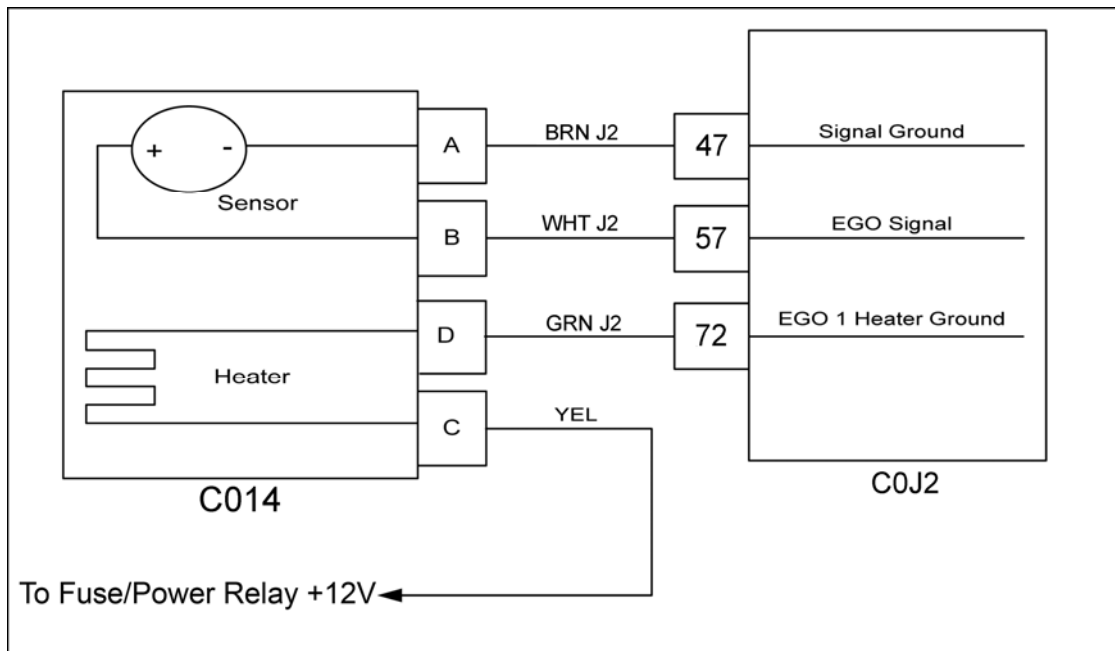 A
BRN J2
47
Signal Ground
+ -
Sensor
B
WHT J2
57
EGO Signal
D
GRN J2
72
EGO 1 Heater Ground
Heater
C
YEL
C014
C0J2
To Fuse/Power Relay +12V